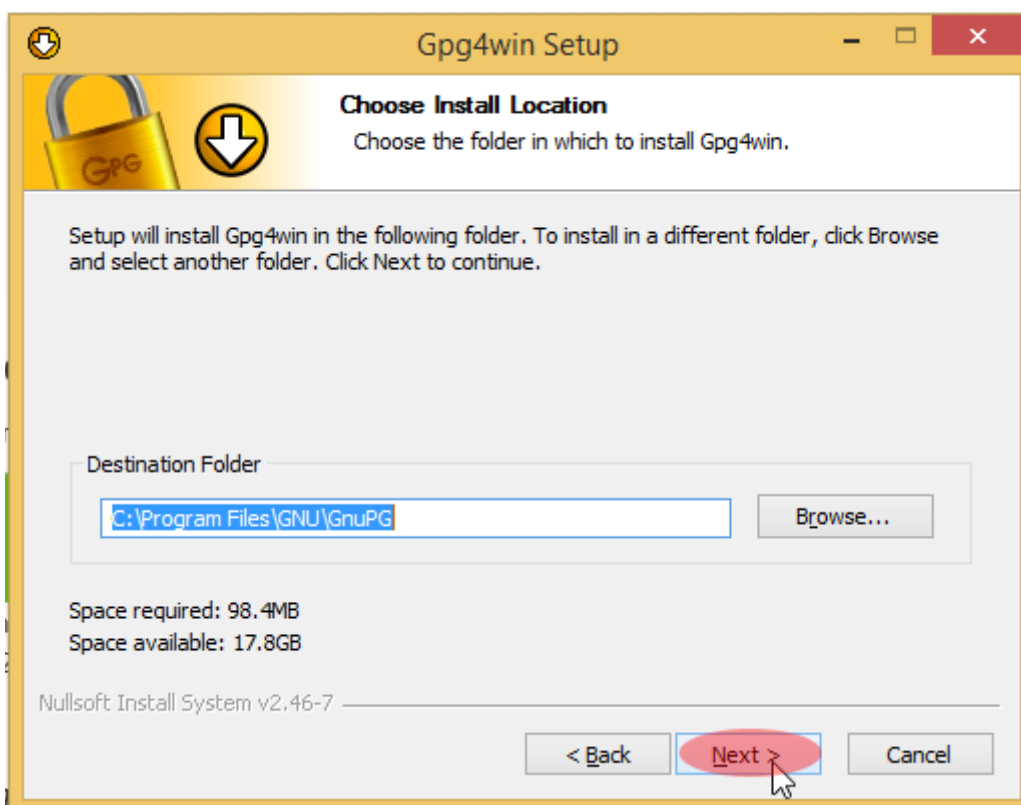 Gpg4win Setup
GPG
Choose Install Location
Choose the folder in which to install Gpg4win.
Setup will install Gpg4win in the following folder. To install in a different folder, click Browse
and select another folder. Click Next to continue.
Destination Folder
C:\Program Files\GNU\GnuPG
Browse...
Space required: 98.4MB
Space available: 17.8GB
Nullsoft Install System v2.46-7
< Back
Next >
Cancel